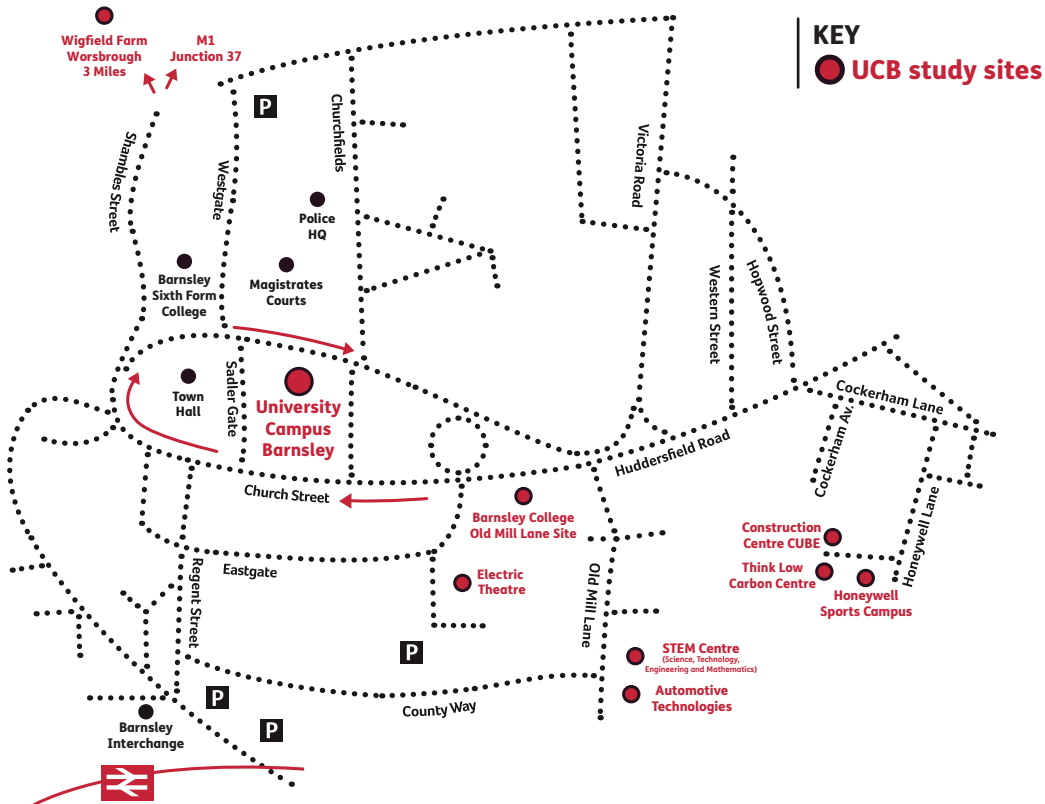 Wigfield Farm
Worsbrough
3 Miles
M1
Junction 37
KEY
UCB study sites
P
Churchfields
Shambles Street
Westgate
Victoria Road
Police
HQ
Barnsley
Sixth Form
College
Magistrates
Courts
Western Street
Hopwood Street
Town
Hall
Sadler Gate
University
Campus
Barnsley
Cockerham Lane
Cockerham Av.
Huddersfield Road
Church Street
Barnsley College
Old Mill Lane Site
Construction
Centre CUBE
Honeywell Lane
Think Low
Carbon Centre
Honeywell
Sports Campus
Eastgate
Regent Street
Electric
Theatre
Old Mill Lane
P
STEM Centre
(Science, Technology,
Engineering and Mathematics)
Automotive
Technologies
P
County Way
P
Barnsley
Interchange